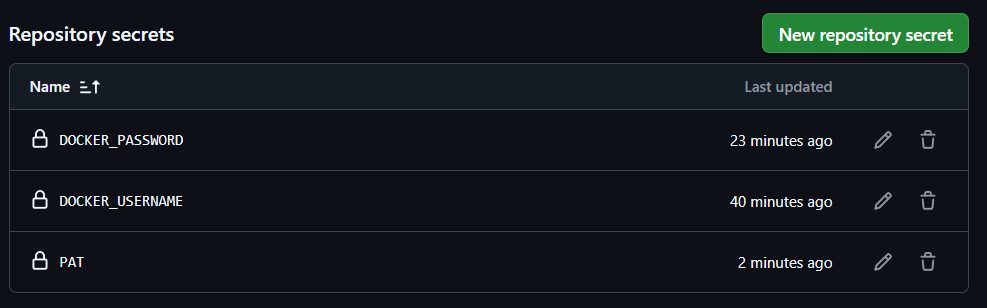 Repository secrets
New repository secret
Name Last updated
DOCKER_PASSWORD 23 minutes ago
DOCKER_USERNAME 40 minutes ago
PAT 2 minutes ago